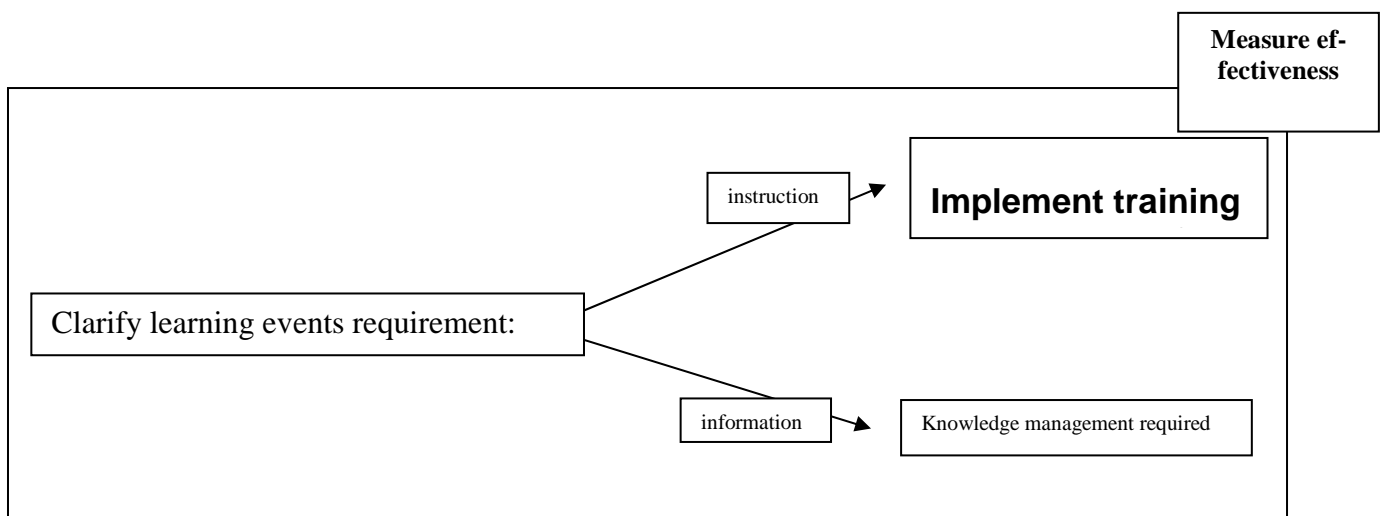 Measure ef-
fectiveness
instruction
Implement training
Clarify learning events requirement:
information
Knowledge management required